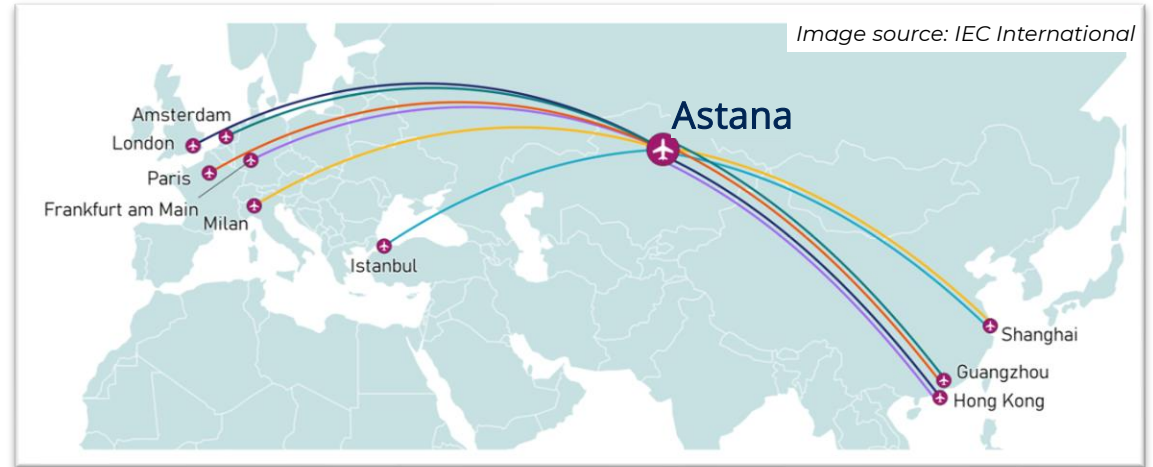 Image source: IEC International
Astana
Amsterdam
London
Paris
Frankfurt am Main
Milan
Istanbul
Shanghai
Guangzhou
Hong Kong